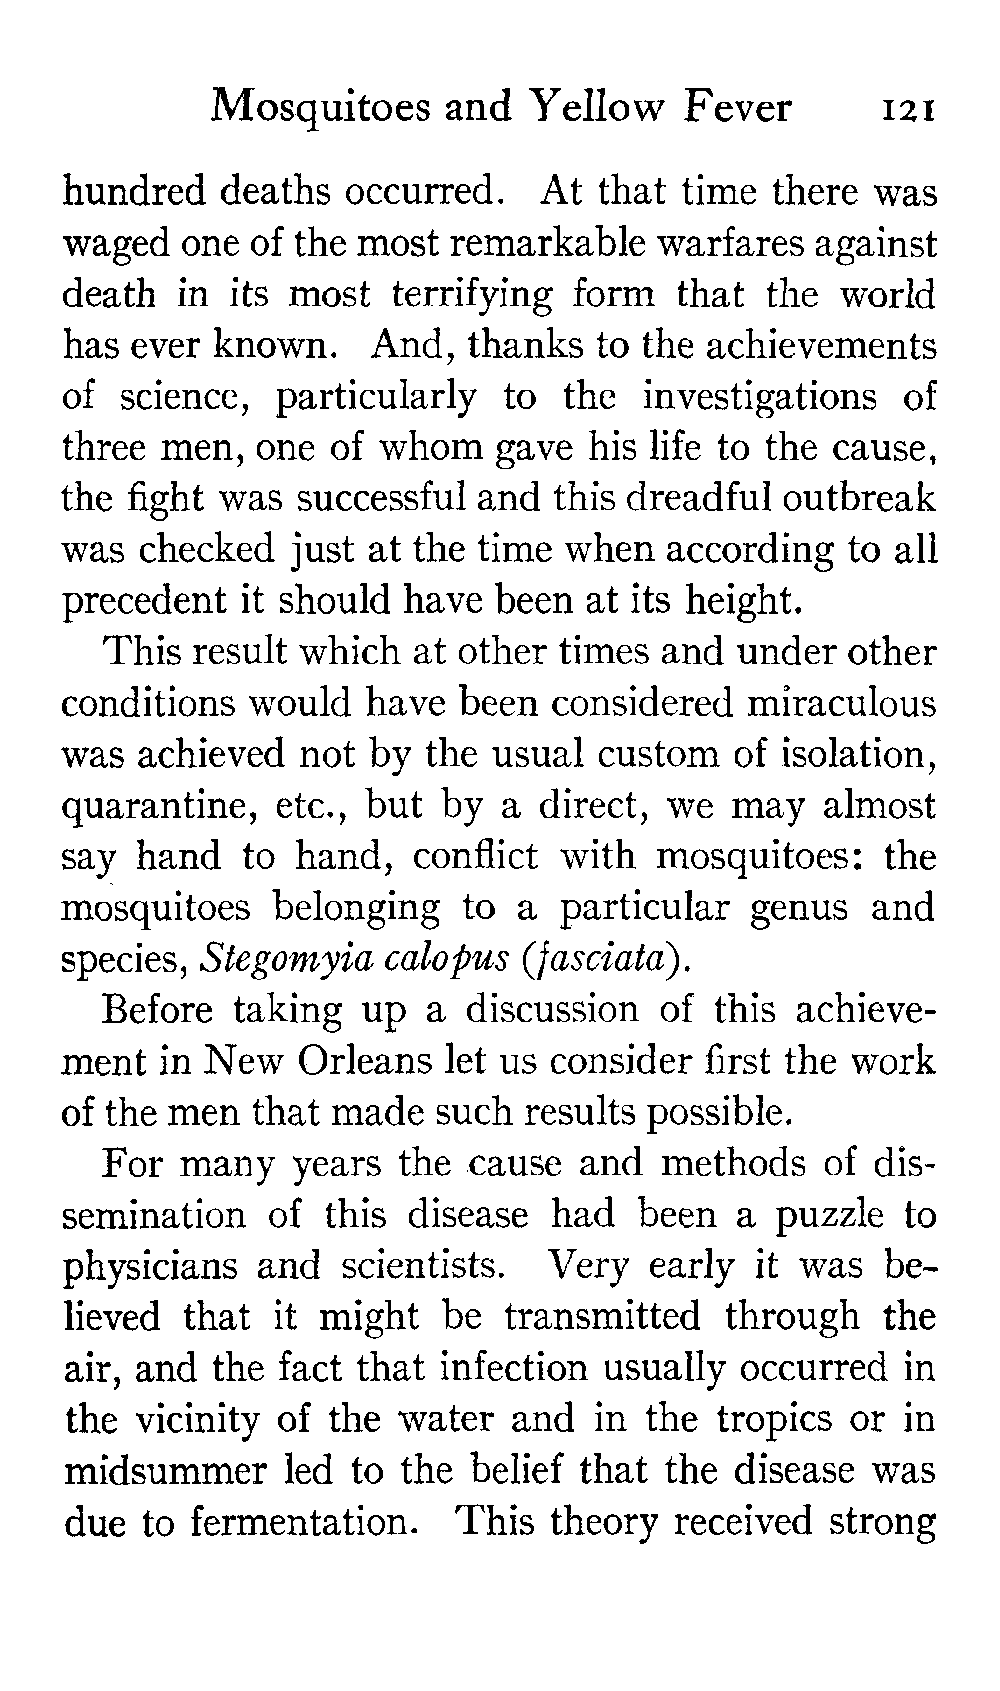 Mosquitoes and Yellow Fever 121
hundred deaths occurred. At that time there was
waged one of the most remarkable warfares against
death in its most terrifying form that the world
has ever known. And, thanks to the achievements
of science, particularly to the investigations of
three men, one of whom gave his life to the cause,
the fight was successful and this dreadful outbreak
was checked just at the time when according to all
precedent it should have been at its height.
This result which at other times and under other
conditions would have been considered miraculous
was achieved not by the usual custom of isolation,
quarantine, etc., but by a direct, we may almost
say hand to hand, conflict with mosquitoes: the
mosquitoes belonging to a particular genus and
species, Stegomyia calopus (fasciata).
Before taking up a discussion of this achieve-
ment in New Orleans let us consider first the work
of the men that made such results possible.
For many years the cause and methods of dis-
semination of this disease had been a puzzle to
physicians and scientists. Very early it was be-
lieved that it might be transmitted through the
air, and the fact that infection usually occurred in
the vicinity of the water and in the tropics or in
midsummer led to the belief that the disease was
due to fermentation. This theory received strong